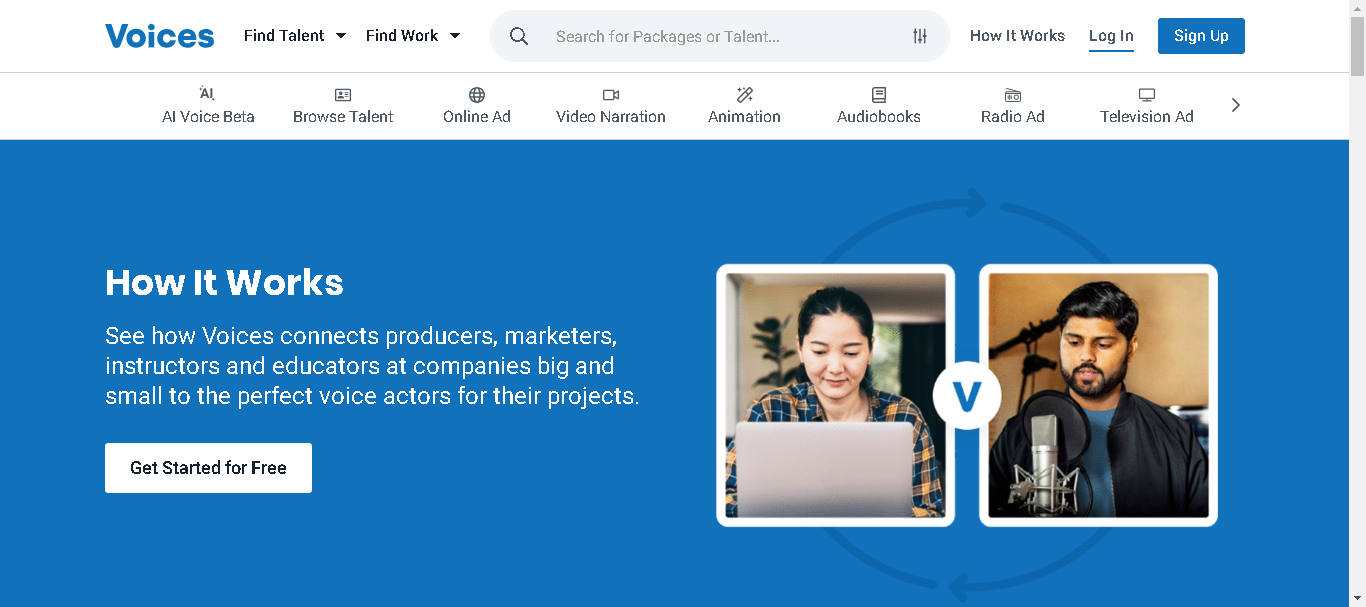 Voices
Find Talent
Find Work
Search for Packages or Talent...
How It Works
Log In
Sign Up
AI
AI Voice Beta
Browse Talent
Online Ad
Video Narration
Animation
Audiobooks
Radio Ad
Television Ad
How It Works
See how Voices connects producers, marketers,
instructors and educators at companies big and
small to the perfect voice actors for their projects.
Get Started for Free
V